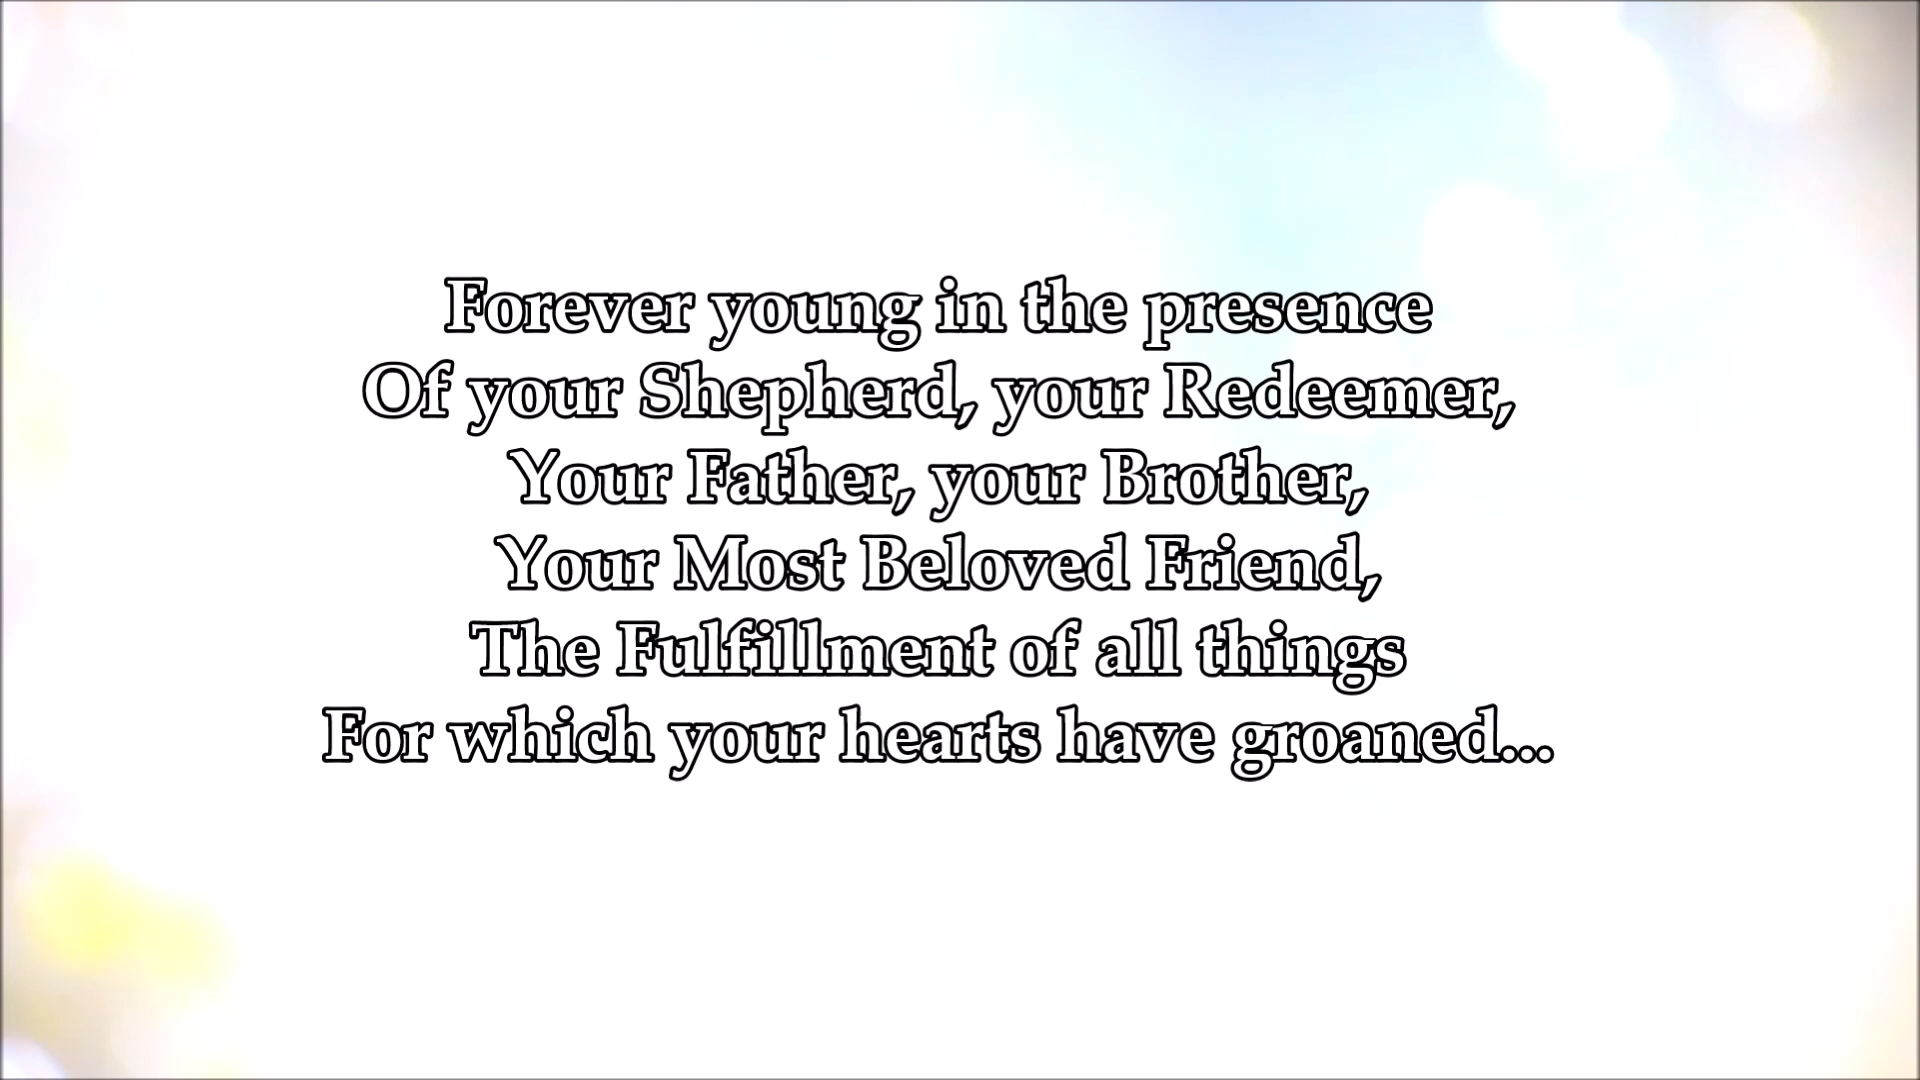 Forever young in the presence
Of your Shepherd, your Redeemer,
Your Father, your Brother,
Your Most Beloved Friend,
The Fulfillment of all things
For which your hearts have groaned...